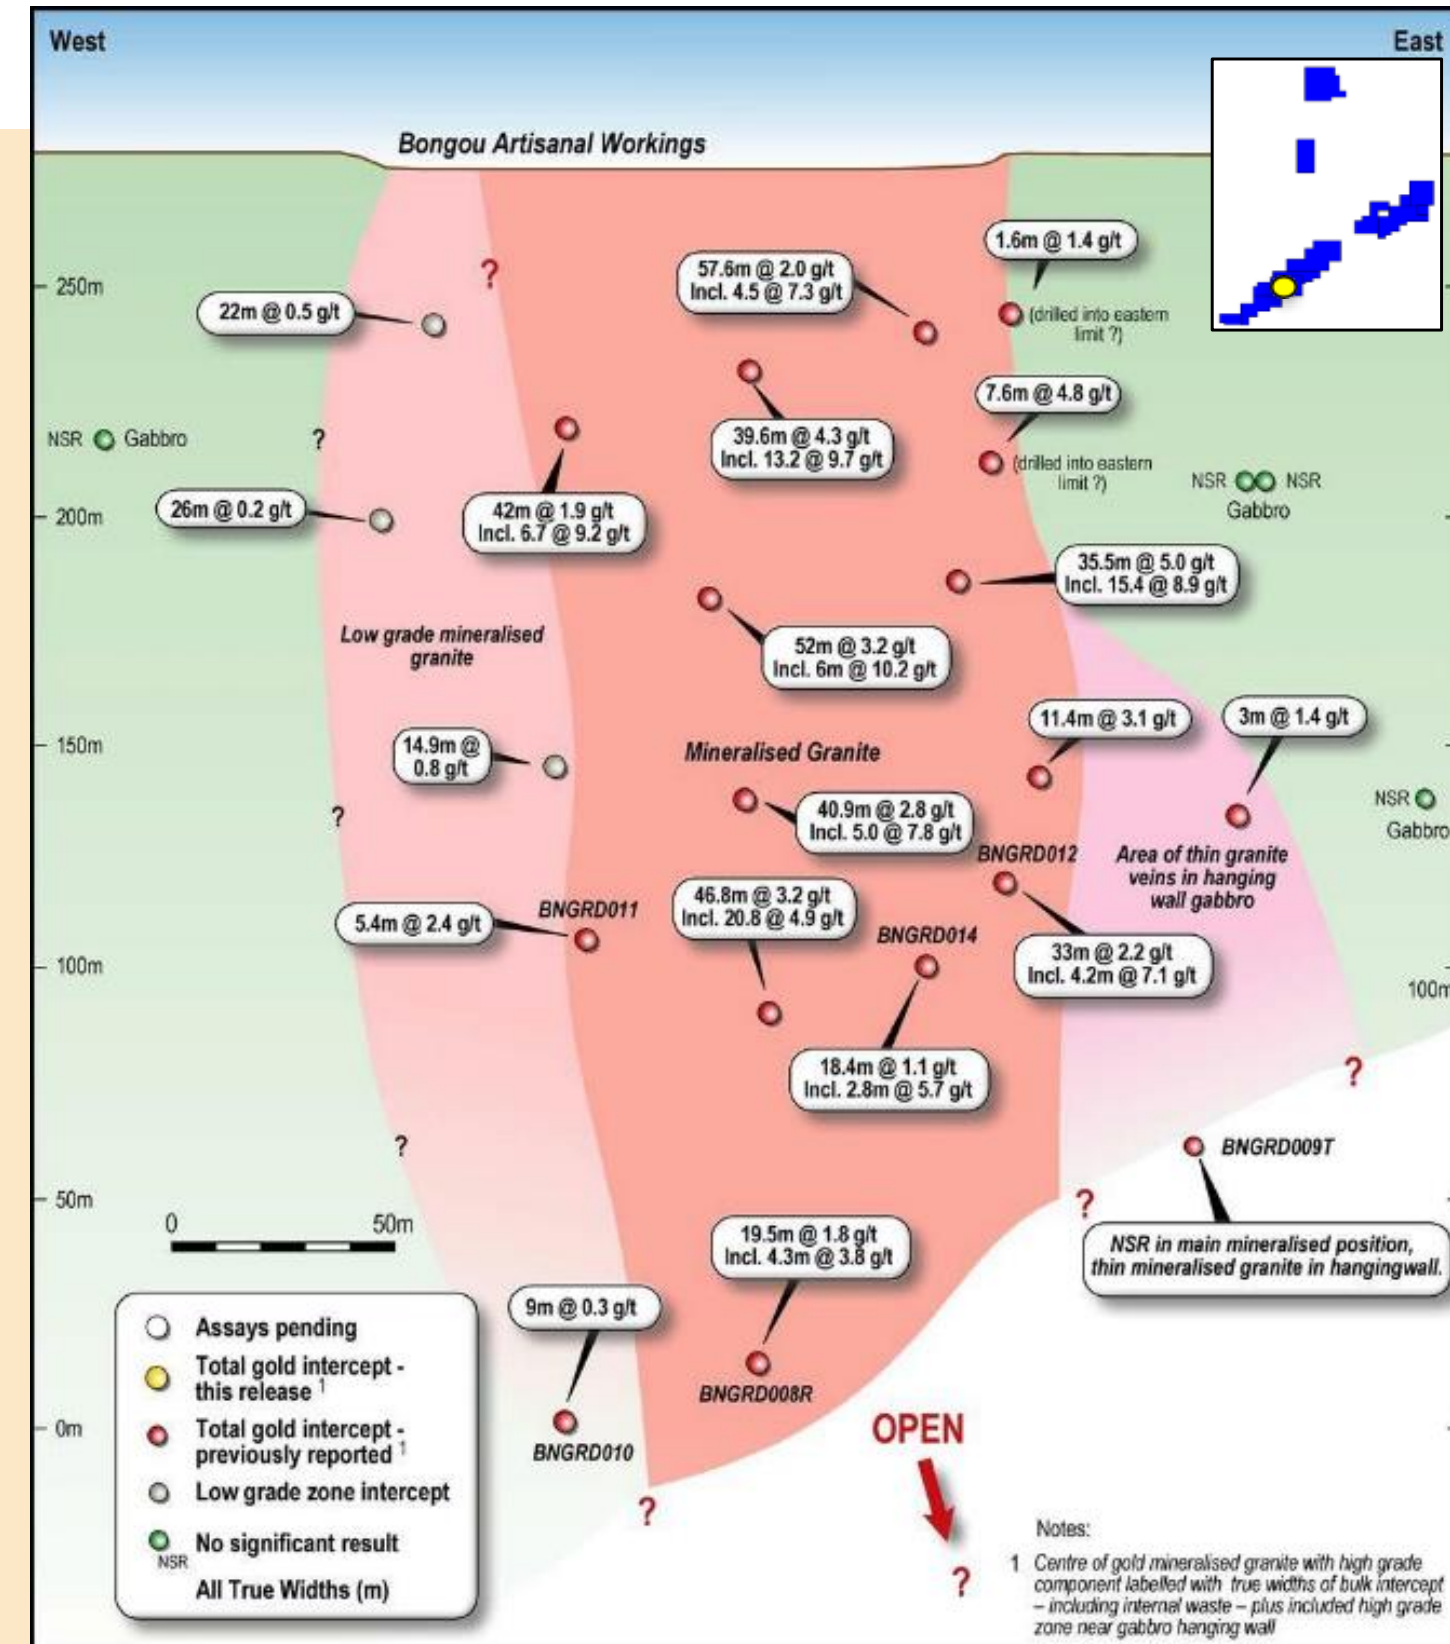 West
East
Bongou Artisanal Workings
1.6m @ 1.4 g/t
57.6m @ 2.0 g/t
Incl. 4.5 @ 7.3 g/t
250m
22m @ 0.5 g/t
(drilled into eastern
limit ?)
?
7.6m @ 4.8 g/t
39.6m @ 4.3 g/t
Incl. 13.2 @ 9.7 g/t
NSR
Gabbro
?
(drilled into eastern
limit ?)
NSR
NSR
Gabbro
26m @ 0.2 g/t
200m
42m @ 1.9 g/t
Incl. 6.7 @ 9.2 g/t
35.5m @ 5.0 g/t
Incl. 15.4 @ 8.9 g/t
Low grade mineralised
granite
52m @ 3.2 g/t
Incl. 6m @ 10.2 g/t
11.4m @ 3.1 g/t
3m @ 1.4 g/t
150m
14.9m @
0.8 g/t
Mineralised Granite
40.9m @ 2.8 g/t
Incl. 5.0 @ 7.8 g/t
NSR
Gabbro
?
BNGRD012
Area of thin granite
veins in hanging
wall gabbro
46.8m @ 3.2 g/t
Incl. 20.8 @ 4.9 g/t
5.4m @ 2.4 g/t
BNGRD011
BNGRD014
33m @ 2.2 g/t
Incl. 4.2m @ 7.1 g/t
100m
100m
18.4m @ 1.1 g/t
Incl. 2.8m @ 5.7 g/t
?
?
BNGRD009T
50m
?
0
50m
19.5m @ 1.8 g/t
Incl. 4.3m @ 3.8 g/t
NSR in main mineralised position,
thin mineralised granite in hangingwall.
9m @ 0.3 g/t
BNGRD008R
0m
BNGRD010
OPEN
?
?
Assays pending
Total gold intercept -
this release 1
Total gold intercept -
previously reported 1
Low grade zone intercept
NSR
No significant result
All True Widths (m)
Notes:
1 Centre of gold mineralised granite with high grade
component labelled with true widths of bulk intercept
– including internal waste – plus included high grade
zone near gabbro hanging wall